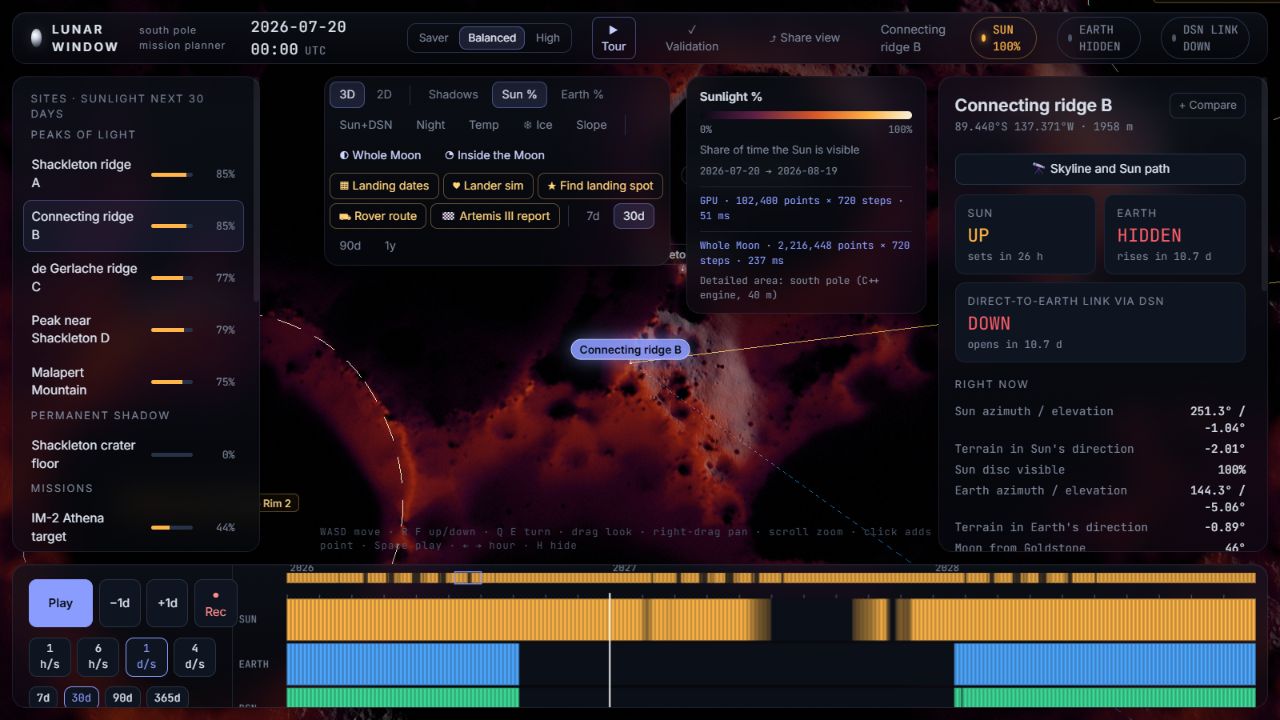 LUNAR
WINDOW
south pole
mission planner
2026-07-20
00:00 UTC
Saver
Balanced
High
▶
Tour
✓
Validation
Share view
Connecting
ridge B
SUN
100%
EARTH
HIDDEN
DSN LINK
DOWN
SITES · SUNLIGHT NEXT 30
DAYS
PEAKS OF LIGHT
Shackleton ridge
A
85%
Connecting ridge
B
85%
de Gerlache ridge
C
77%
Peak near
Shackleton D
79%
Malapert
Mountain
75%
PERMANENT SHADOW
Shackleton crater
floor
0%
MISSIONS
IM-2 Athena
target
44%
3D
2D
Shadows
Sun %
Earth %
Sun+DSN
Night
Temp
❄ Ice
Slope
Whole Moon
Inside the Moon
Landing dates
Lander sim
Find landing spot
Rover route
Artemis III report
7d
30d
90d
1y
Sunlight %
0%
100%
Share of time the Sun is visible
2026-07-20 → 2026-08-19
GPU · 102,400 points × 720 steps ·
51 ms
Whole Moon · 2,216,448 points × 720
steps · 237 ms
Detailed area: south pole (C++
engine, 40 m)
Connecting ridge B
Rim 2
WASD move · R F up/down · Q E turn · drag look · right-drag pan · scroll zoom · click adds
point · Space play · ← → hour · H hide
Connecting ridge B
+ Compare
89.440°S 137.371°W · 1958 m
Skyline and Sun path
SUN
UP
sets in 26 h
EARTH
HIDDEN
rises in 10.7 d
DIRECT-TO-EARTH LINK VIA DSN
DOWN
opens in 10.7 d
RIGHT NOW
Sun azimuth / elevation
251.3° /
-1.04°
Terrain in Sun's direction
-2.01°
Sun disc visible
100%
Earth azimuth / elevation
144.3° /
-5.06°
Terrain in Earth's direction
-0.89°
Moon from Goldstone
46°
Play
−1d
+1d
Rec
1
h/s
6
h/s
1
d/s
4
d/s
7d
30d
90d
365d
2026
2027
2028
SUN
EARTH
DSN